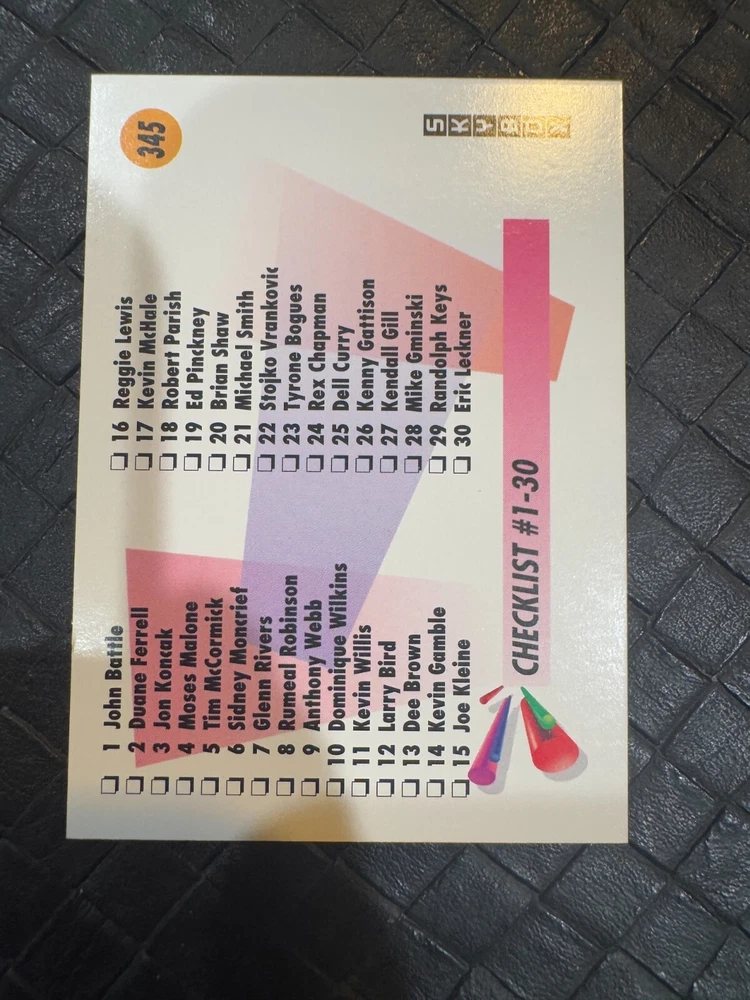 345
SKYBOX
1 John Battle
2 Duane Ferrell
3 Jon Koncak
4 Moses Malone
5 Tim McCormick
6 Sidney Moncrief
7 Glenn Rivers
8 Rumeal Robinson
9 Anthony Webb
10 Dominique Wilkins
11 Kevin Willis
12 Larry Bird
13 Dee Brown
14 Kevin Gamble
15 Joe Kleine
16 Reggie Lewis
17 Kevin McHale
18 Robert Parish
19 Ed Pinckney
20 Brian Shaw
21 Michael Smith
22 Stojko Vrankovic
23 Tyrone Bogues
24 Rex Chapman
25 Dell Curry
26 Kenny Gattison
27 Kendall Gill
28 Mike Gminski
29 Randolph Keys
30 Eric Leckner
CHECKLIST #1-30